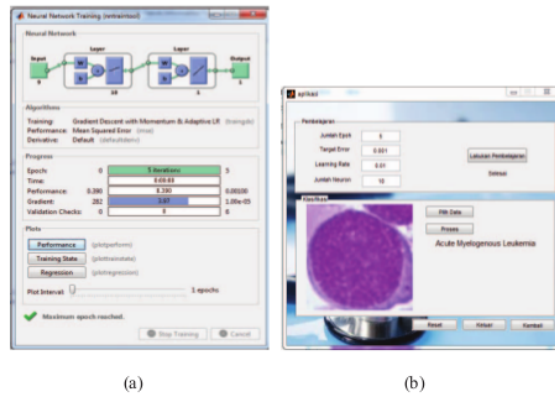 Neural Network Training (nntraintool)
Neural Network
Layer Layer
Input Output
W W
b b
10 1 1
Algorithms
Training: Gradient Descent with Momentum & Adaptive LR (traingdx)
Performance: Mean Squared Error (mse)
Derivative: Default (defaultderiv)
Progress
Epoch: 0 5 iterations 5
Time: 0:00:03
Performance: 0.390 0.390 0.00100
Gradient: 282 1.00e-05
Validation Checks: 0 0 6
Plots
Performance (plotperform)
Training State (plottrainstate)
Regression (plotregression)
Plot Interval: 1 epochs
Maximum epoch reached.
Stop Training Cancel
(a)
aplikasi
Pembelajaran
Jumlah Epoh 5
Target Error 0.001
Learning Rate 0.01
Jumlah Neuron 10
Lakukan Pembelajaran
Selesai
Klasifikasi
Pilih Data
Proses
Acute Myelogenous Leukemia
Reset Keluar Kembali
(b)